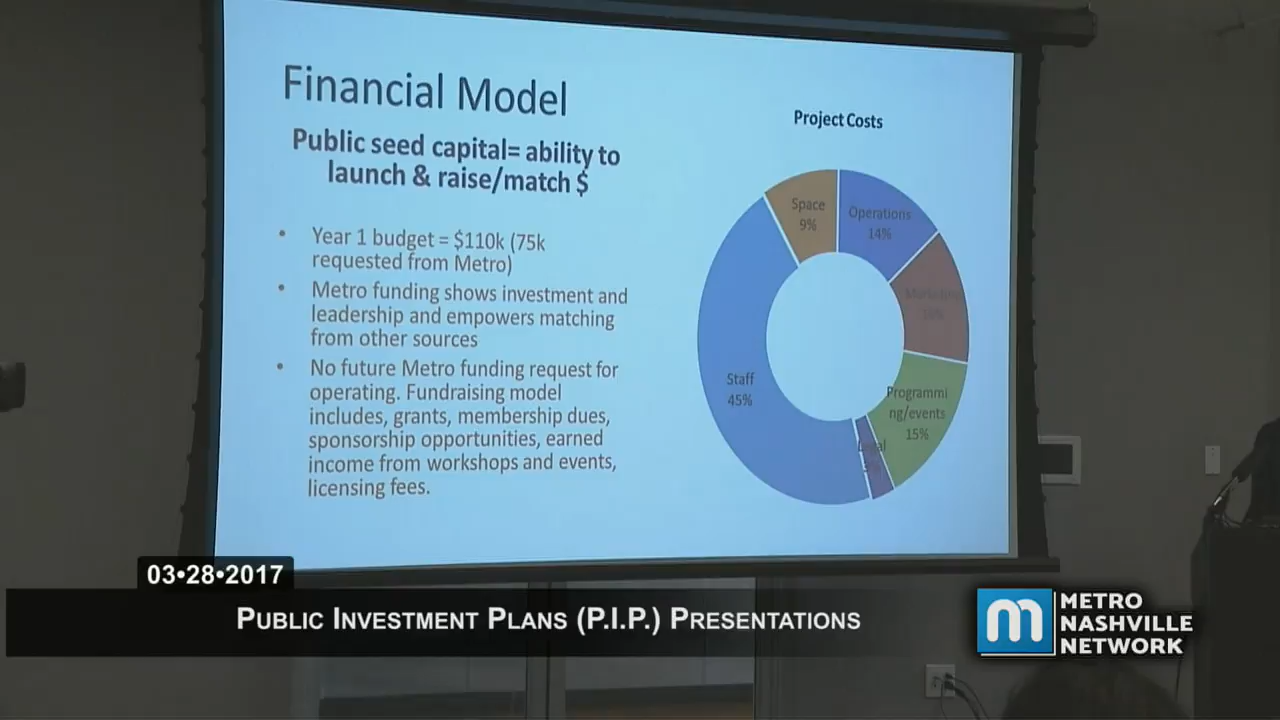 Financial Model
Public seed capital= ability to
launch & raise/match $
• Year 1 budget = $110k (75k
requested from Metro)
• Metro funding shows investment and
leadership and empowers matching
from other sources
• No future Metro funding request for
operating. Fundraising model
includes, grants, membership dues,
sponsorship opportunities, earned
income from workshops and events,
licensing fees.
Project Costs
Space
9%
Operations
14%
Programmi
ng/events
15%
Staff
45%
03•28•2017
PUBLIC INVESTMENT PLANS (P.I.P.) PRESENTATIONS
m
METRO
NASHVILLE
NETWORK